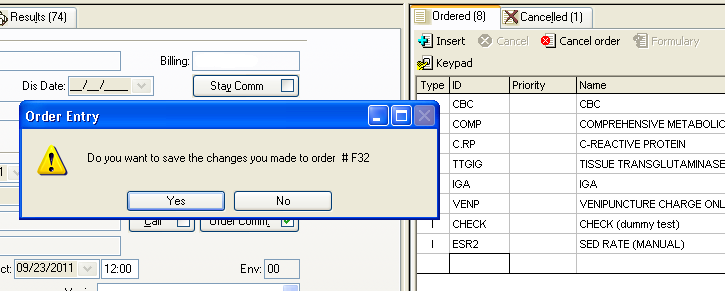 Results (74)
Billing:
Dis Date: __/__/____
Stay Comm
Order Entry
Do you want to save the changes you made to order # F32
Yes No
Call
Order Comm.
09/23/2011 12:00 Env: 00
Ordered (8) Cancelled (1)
Insert Cancel Cancel order Formulary
Keypad
Type ID Priority Name
CBC CBC
COMP COMPREHENSIVE METABOLIC
C.RP C-REACTIVE PROTEIN
TTGIG TISSUE TRANSGLUTAMINASE
IGA IGA
VENP VENIPUNCTURE CHARGE ONL
I CHECK CHECK (dummy test)
I ESR2 SED RATE (MANUAL)